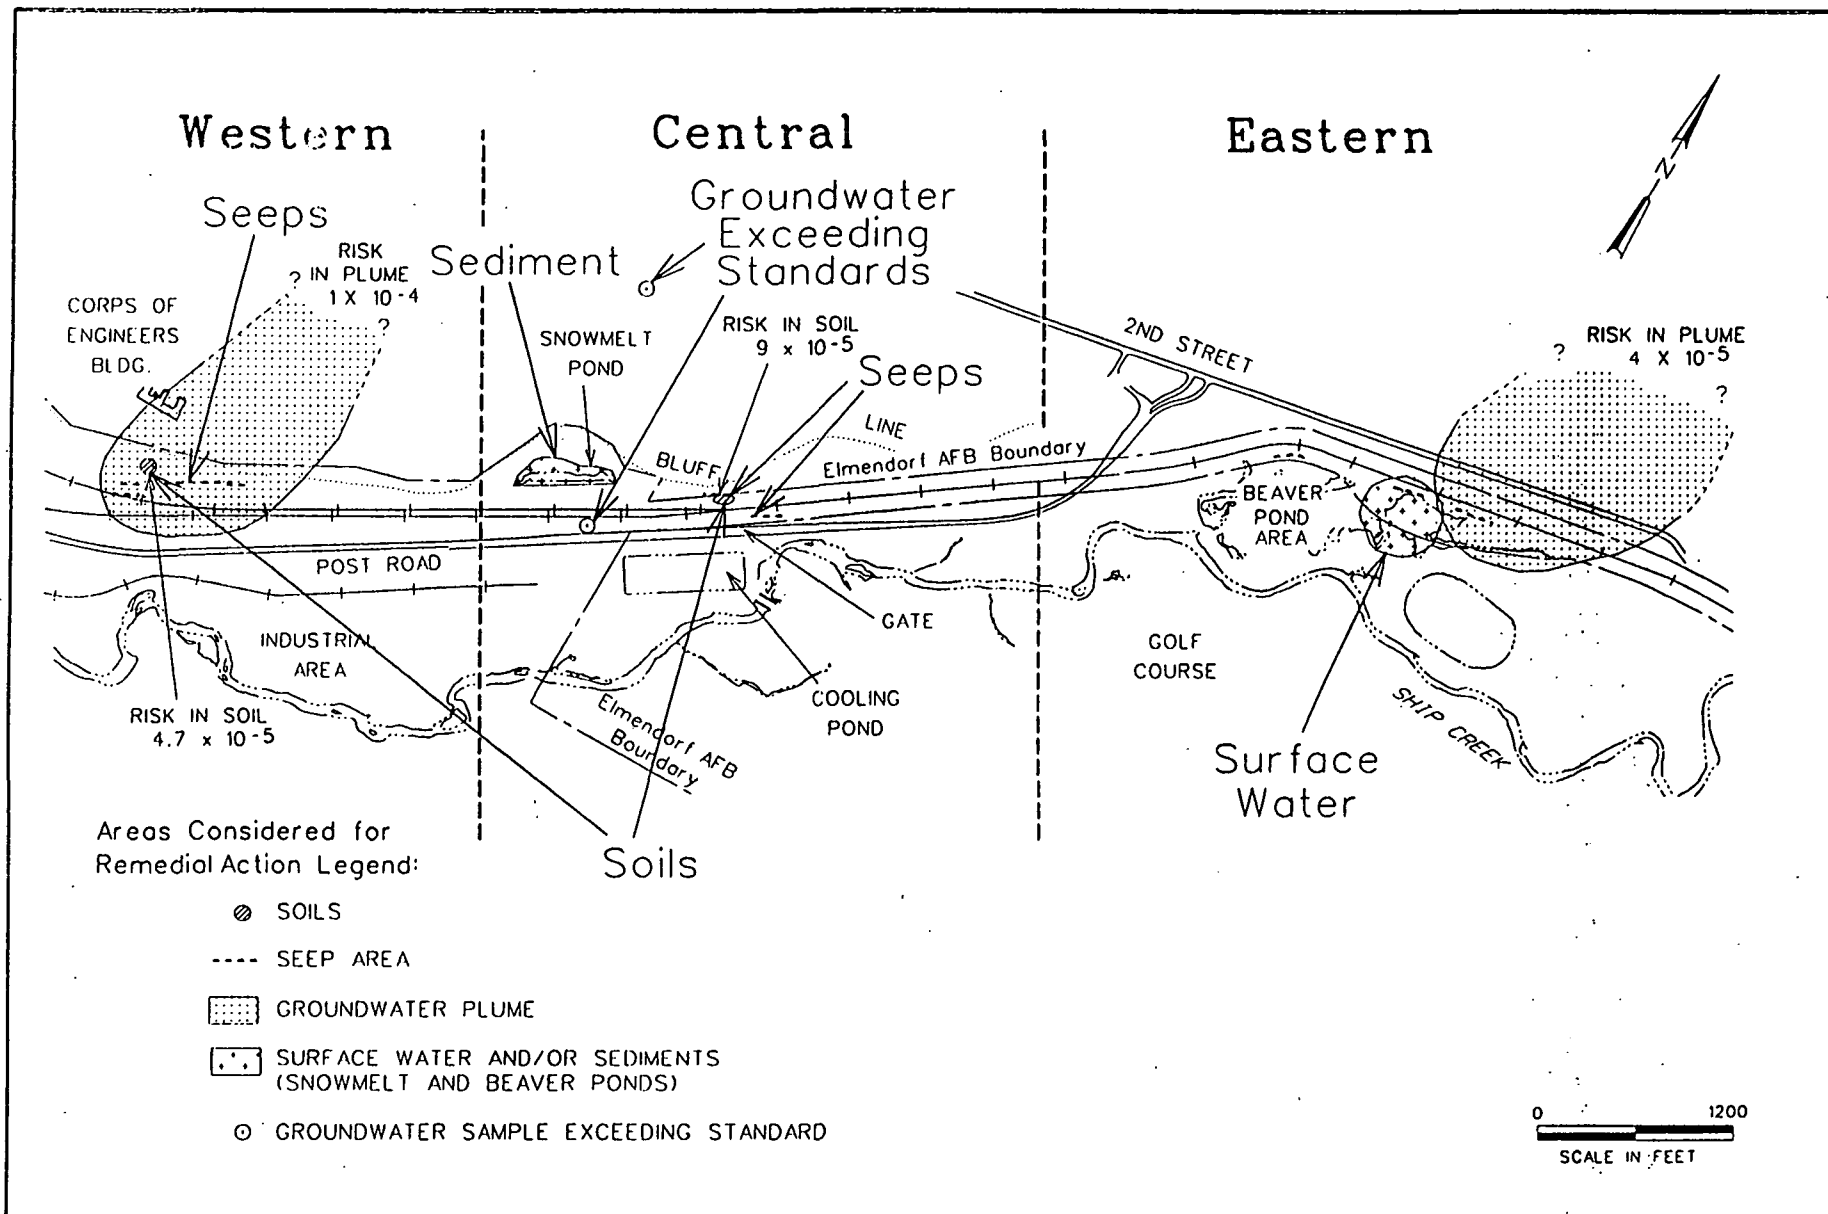 Western
Central
Eastern
N
Seeps
RISK
IN PLUME
1 X 10-4
?
?
Sediment
Groundwater
Exceeding
Standards
CORPS OF
ENGINEERS
BLDG.
SNOWMELT
POND
RISK IN SOIL
9 x 10-5
Seeps
2ND STREET
RISK IN PLUME
4 X 10-5
?
?
BLUFF
LINE
Elmendorf AFB Boundary
BEAVER
POND
AREA
POST ROAD
GATE
INDUSTRIAL
AREA
GOLF
COURSE
COOLING
POND
RISK IN SOIL
4.7 x 10-5
Elmendorf AFB
Boundary
SHIP CREEK
Surface
Water
Soils
Areas Considered for
Remedial Action Legend:
SOILS
SEEP AREA
GROUNDWATER PLUME
SURFACE WATER AND/OR SEDIMENTS
(SNOWMELT AND BEAVER PONDS)
GROUNDWATER SAMPLE EXCEEDING STANDARD
0 1200
SCALE IN FEET